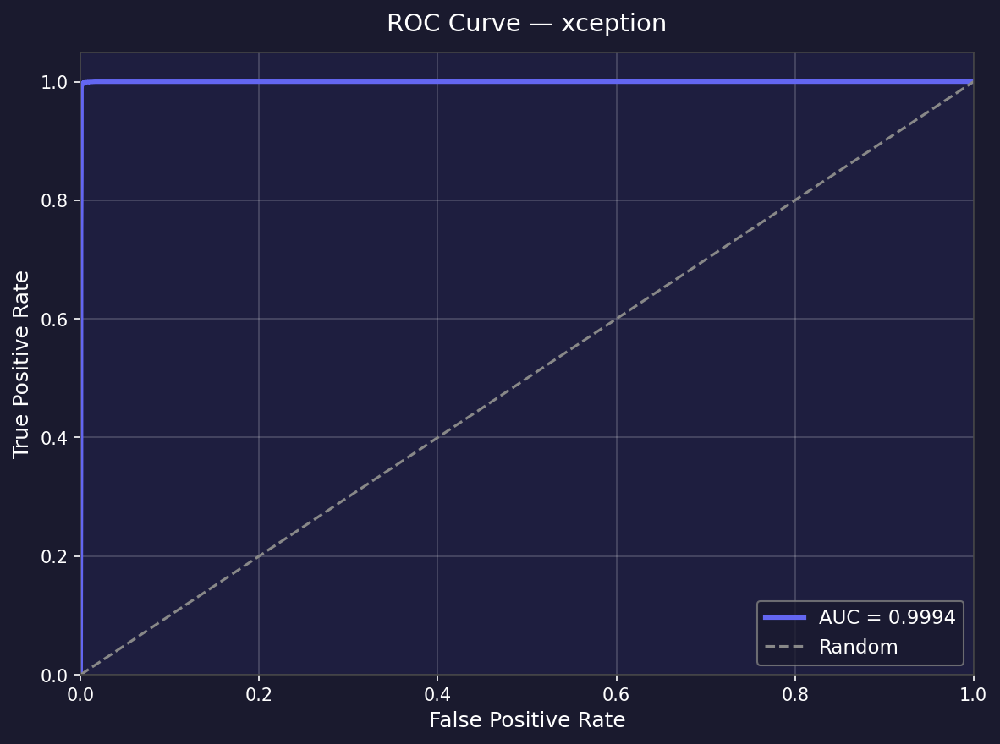 ROC Curve — xception
True Positive Rate
1.0
0.8
0.6
0.4
0.2
0.0
0.0 0.2 0.4 0.6 0.8 1.0
False Positive Rate
AUC = 0.9994
Random